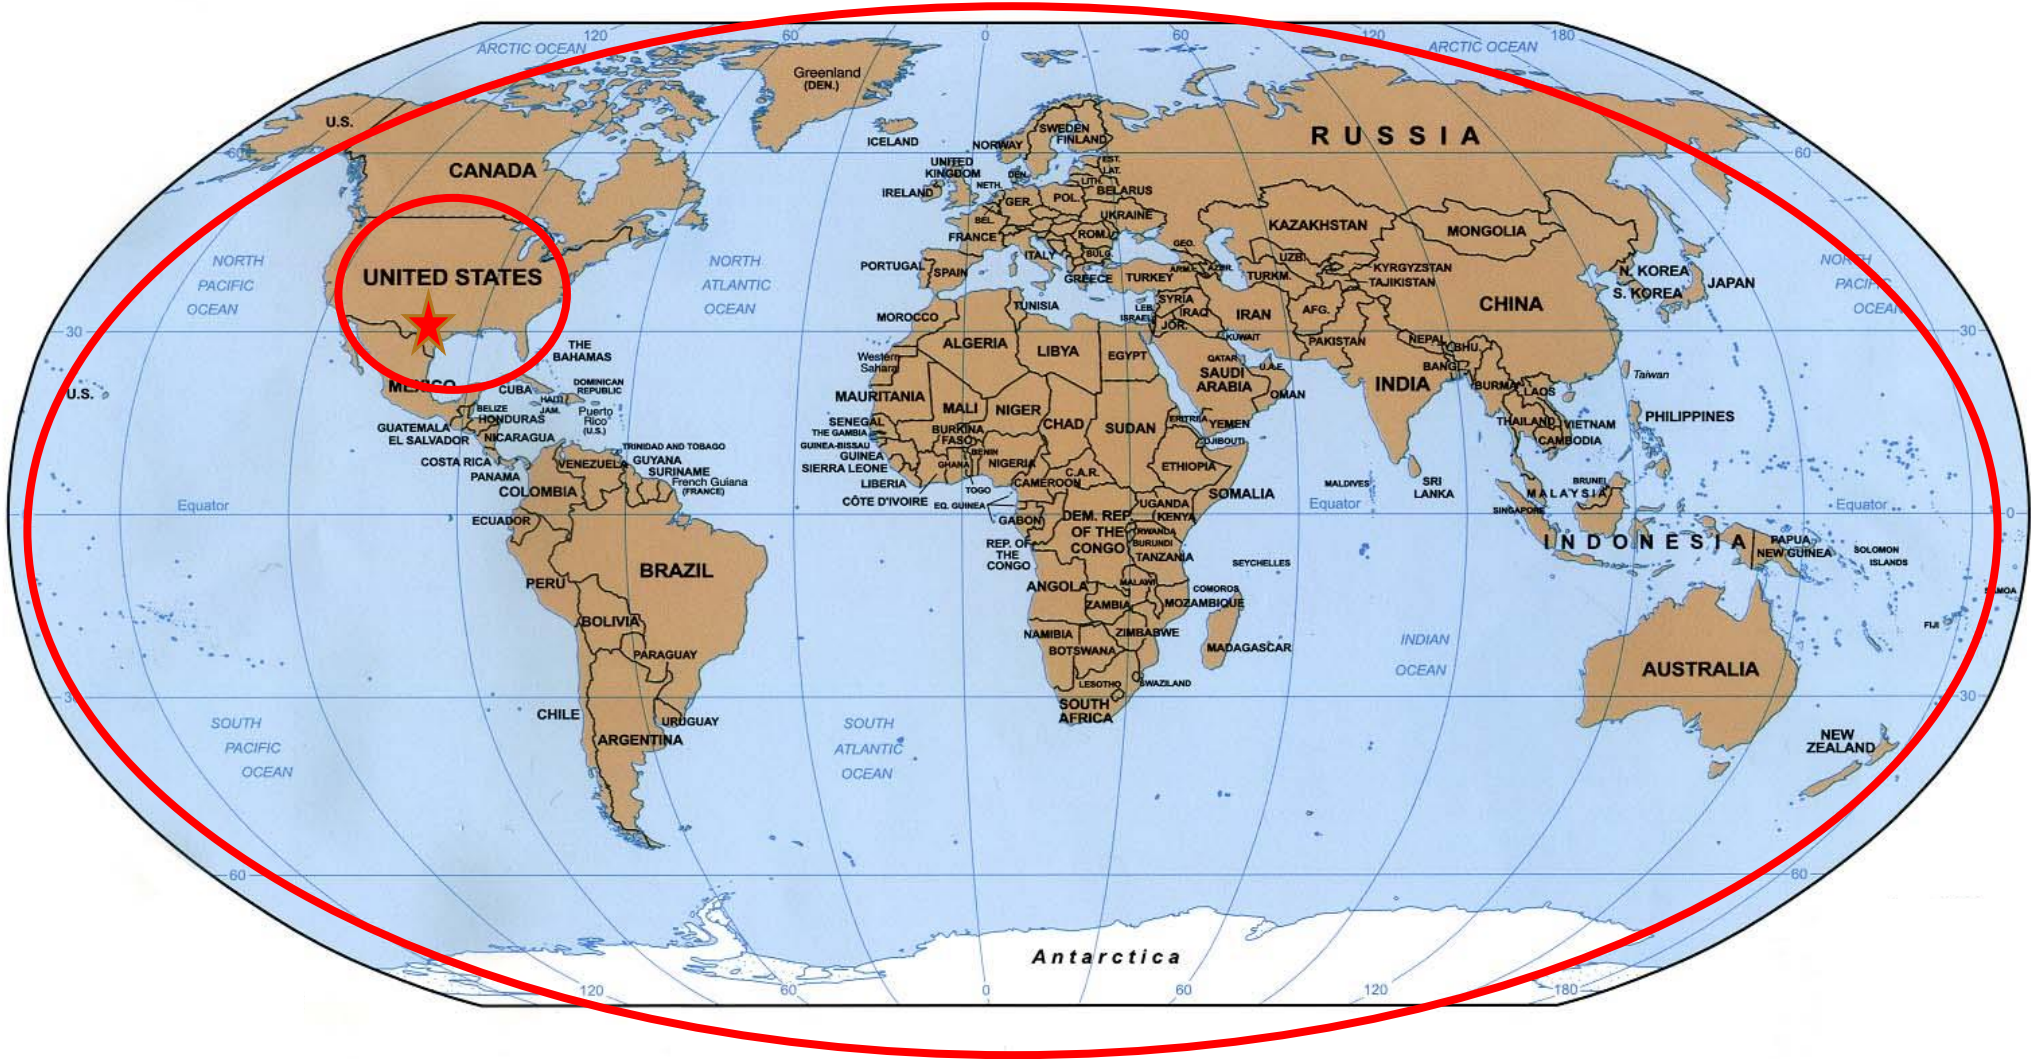 ARCTIC OCEAN
120
60
0
60
120
180
ARCTIC OCEAN
Greenland
(DEN.)
U.S.
ICELAND
NORWAY
SWEDEN
FINLAND
RUSSIA
60
60
CANADA
UNITED
KINGDOM
IRELAND
DEN.
NETH.
EST.
LAT.
LITH.
BELARUS
GER.
POL.
BEL.
UKRAINE
FRANCE
ROM.
BULG.
ITALY
PORTUGAL
SPAIN
GREECE
TURKEY
GEO.
ARM.
AZER.
KAZAKHSTAN
MONGOLIA
UZB.
TURKM.
KYRGYZSTAN
TAJIKISTAN
N. KOREA
S. KOREA
JAPAN
CHINA
NORTH
PACIFIC
OCEAN
UNITED STATES
NORTH
ATLANTIC
OCEAN
NORTH
PACIFIC
OCEAN
30
30
MOROCCO
TUNISIA
ALGERIA
LIBYA
EGYPT
LEB.
ISRAEL
SYRIA
JOR.
IRAQ
IRAN
KUWAIT
AFG.
PAKISTAN
NEPAL
BHU.
BANGL.
INDIA
BURMA
LAOS
THAILAND
VIETNAM
CAMBODIA
Taiwan
PHILIPPINES
Western
Sahara
QATAR
U.A.E.
SAUDI
ARABIA
OMAN
YEMEN
THE
BAHAMAS
MEXICO
CUBA
DOMINICAN
REPUBLIC
HAITI
JAM.
Puerto
Rico
(U.S.)
U.S.
BELIZE
HONDURAS
GUATEMALA
EL SALVADOR
NICARAGUA
COSTA RICA
PANAMA
TRINIDAD AND TOBAGO
VENEZUELA
GUYANA
SURINAME
French Guiana
(FRANCE)
COLOMBIA
ECUADOR
MAURITANIA
MALI
NIGER
CHAD
SUDAN
ERITREA
DJIBOUTI
SENEGAL
THE GAMBIA
GUINEA-BISSAU
GUINEA
SIERRA LEONE
LIBERIA
CÔTE D'IVOIRE
BURKINA
FASO
GHANA
BENIN
TOGO
NIGERIA
EQ. GUINEA
CAMEROON
C.A.R.
ETHIOPIA
SOMALIA
UGANDA
KENYA
GABON
REP. OF
THE
CONGO
DEM. REP.
OF THE
CONGO
RWANDA
BURUNDI
TANZANIA
MALDIVES
SRI
LANKA
SEYCHELLES
COMOROS
Equator
Equator
Equator
0
BRUNEI
MALAYSIA
SINGAPORE
INDONESIA
PAPUA
NEW GUINEA
SOLOMON
ISLANDS
SAMOA
FIJI
BRAZIL
PERU
BOLIVIA
PARAGUAY
CHILE
ARGENTINA
URUGUAY
ANGOLA
ZAMBIA
MALAWI
MOZAMBIQUE
ZIMBABWE
NAMIBIA
BOTSWANA
MADAGASCAR
LESOTHO
SWAZILAND
SOUTH
AFRICA
INDIAN
OCEAN
AUSTRALIA
NEW
ZEALAND
30
SOUTH
PACIFIC
OCEAN
SOUTH
ATLANTIC
OCEAN
60
60
Antarctica
120
60
0
60
120
180